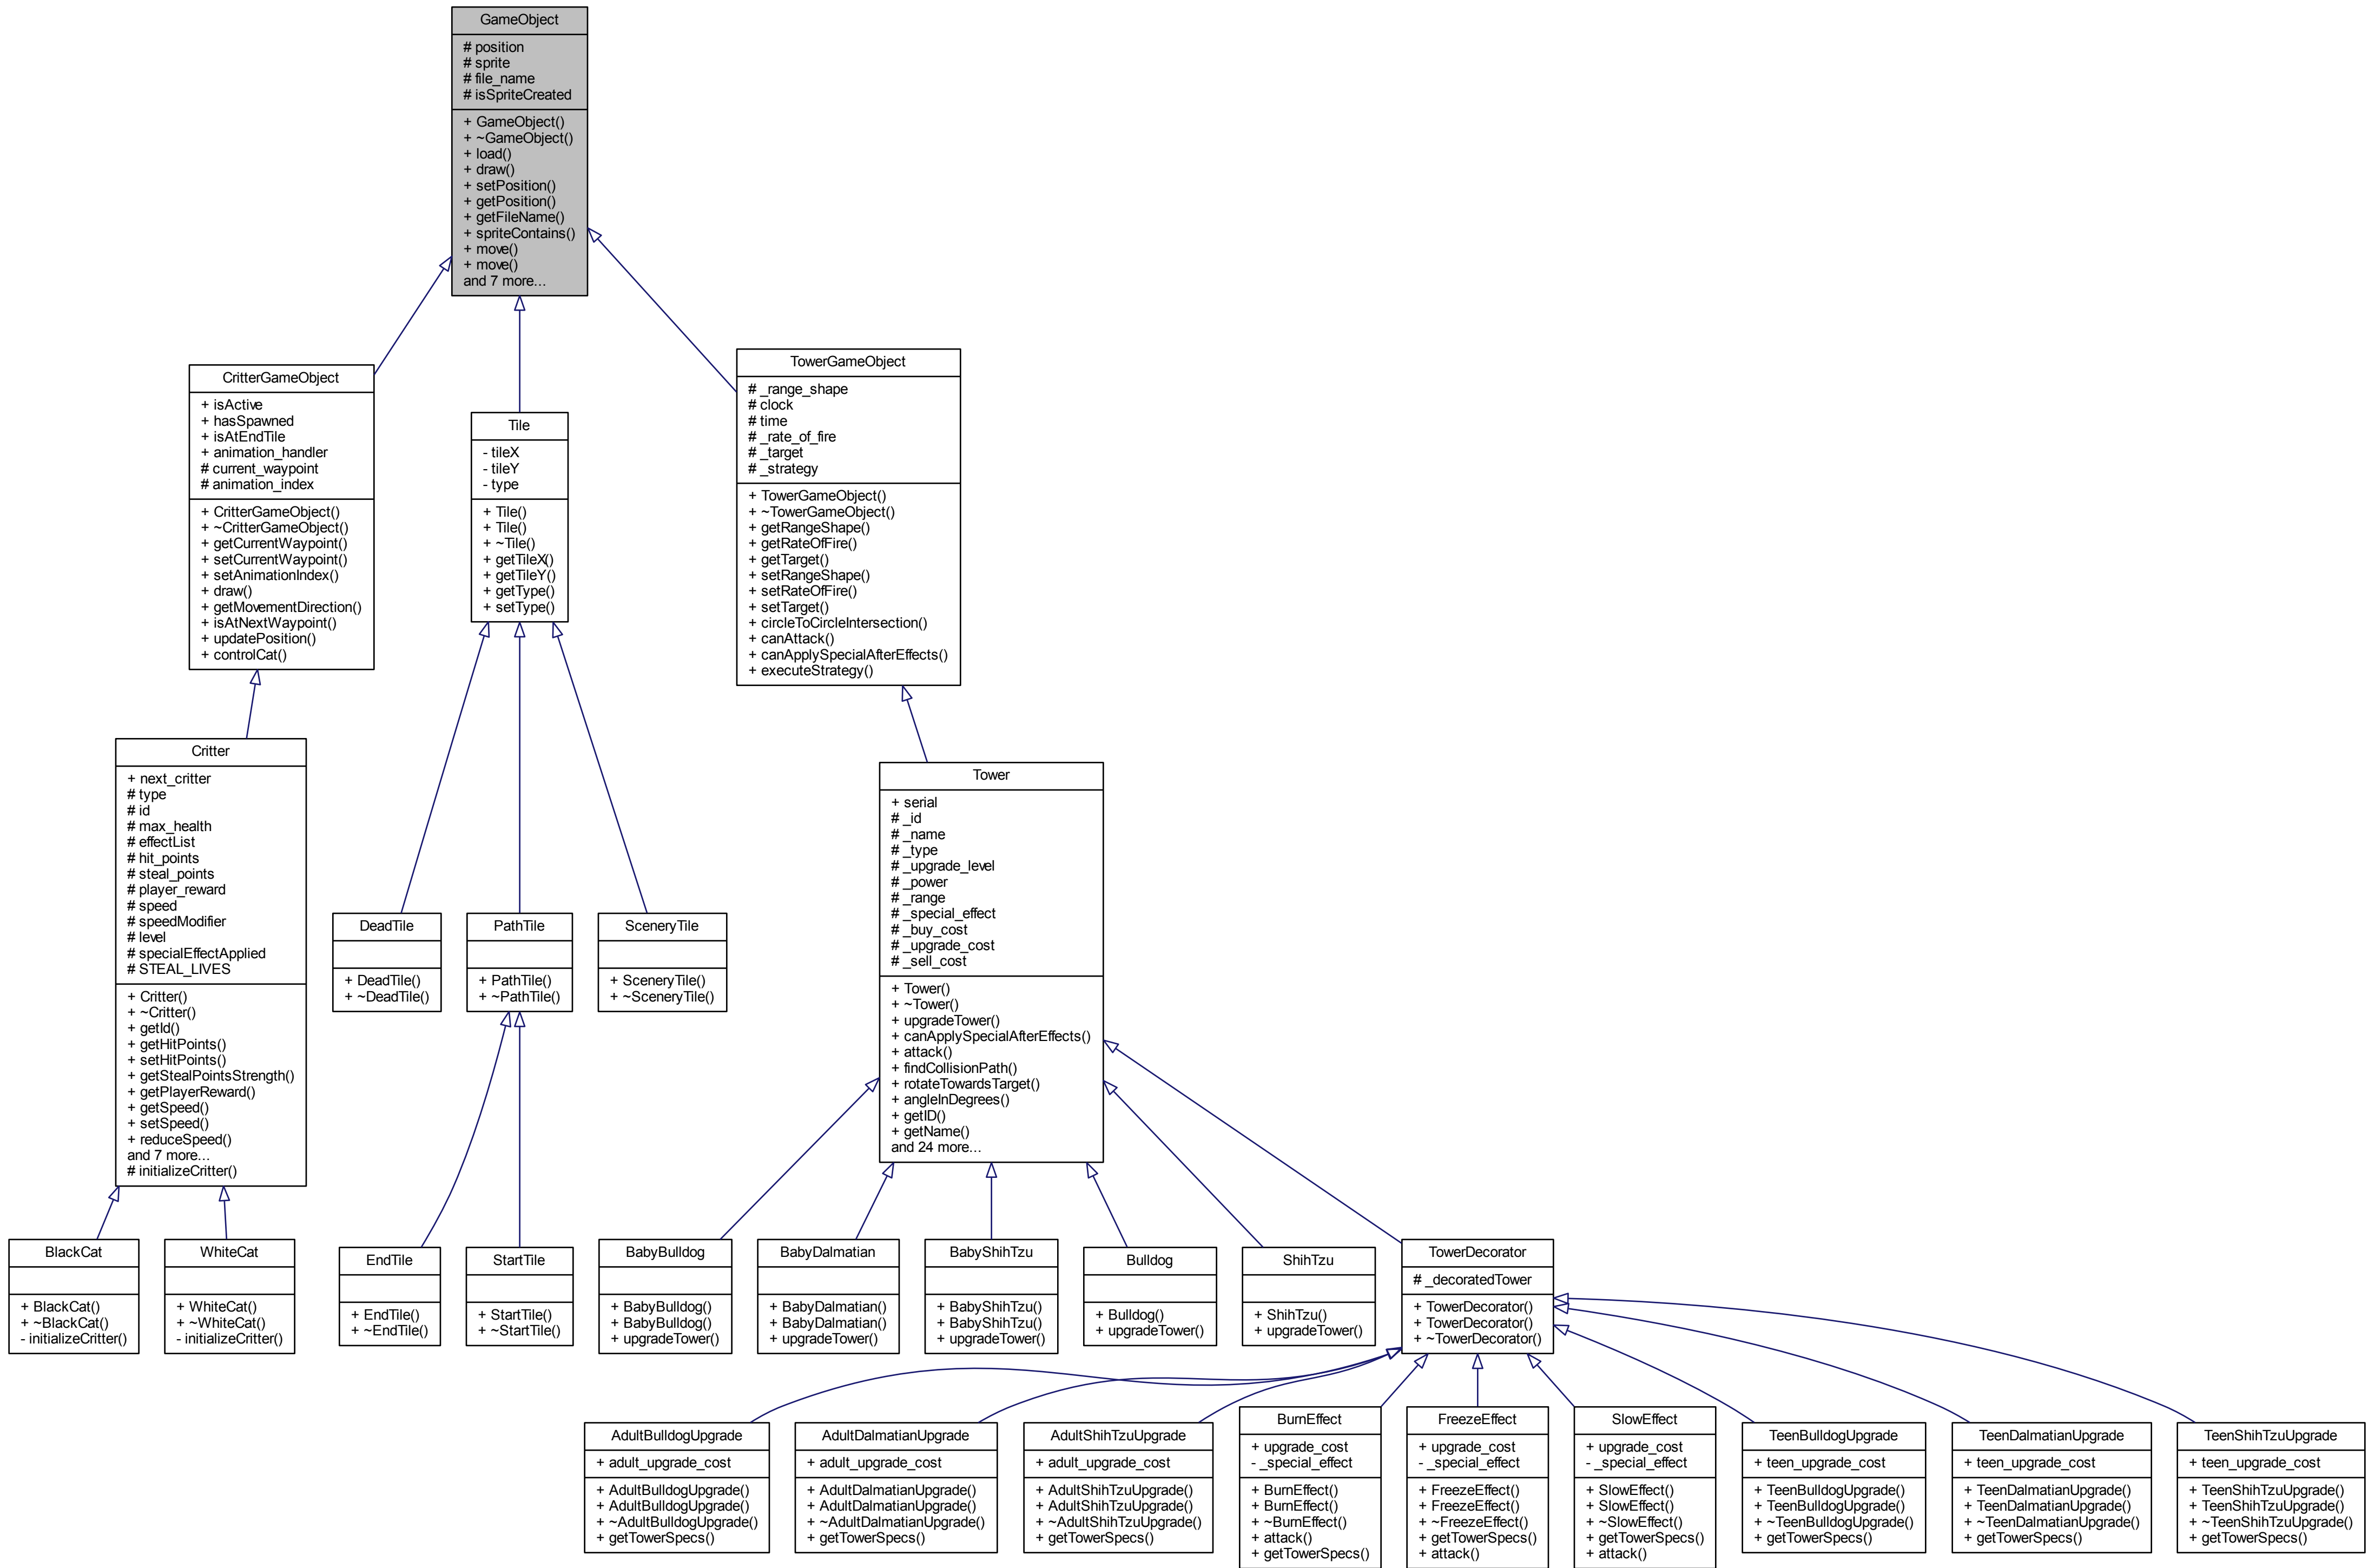 GameObject
# position
# sprite
# file_name
# isSpriteCreated
+ GameObject()
+ ~GameObject()
+ load()
+ draw()
+ setPosition()
+ getPosition()
+ getFileName()
+ spriteContains()
+ move()
+ move()
and 7 more...
CritterGameObject
+ isActive
+ hasSpawned
+ isAtEndTile
+ animation_handler
# current_waypoint
# animation_index
+ CritterGameObject()
+ ~CritterGameObject()
+ getCurrentWaypoint()
+ setCurrentWaypoint()
+ setAnimationIndex()
+ draw()
+ getMovementDirection()
+ isAtNextWaypoint()
+ updatePosition()
+ controlCat()
Tile
- tileX
- tileY
- type
+ Tile()
+ Tile()
+ ~Tile()
+ getTileX()
+ getTileY()
+ getType()
+ setType()
TowerGameObject
# _range_shape
# clock
# time
# _rate_of_fire
# _target
# _strategy
+ TowerGameObject()
+ ~TowerGameObject()
+ getRangeShape()
+ getRateOfFire()
+ getTarget()
+ setRangeShape()
+ setRateOfFire()
+ setTarget()
+ circleToCircleIntersection()
+ canAttack()
+ canApplySpecialAfterEffects()
+ executeStrategy()
Critter
+ next_critter
# type
# id
# max_health
# effectList
# hit_points
# steal_points
# player_reward
# speed
# speedModifier
# level
# specialEffectApplied
# STEAL_LIVES
+ Critter()
+ ~Critter()
+ getId()
+ getHitPoints()
+ setHitPoints()
+ getStealPointsStrength()
+ getPlayerReward()
+ getSpeed()
+ setSpeed()
+ reduceSpeed()
and 7 more...
# initializeCritter()
DeadTile
+ DeadTile()
+ ~DeadTile()
PathTile
+ PathTile()
+ ~PathTile()
SceneryTile
+ SceneryTile()
+ ~SceneryTile()
Tower
+ serial
# _id
# _name
# _type
# _upgrade_level
# _power
# _range
# _special_effect
# _buy_cost
# _upgrade_cost
# _sell_cost
+ Tower()
+ ~Tower()
+ upgradeTower()
+ canApplySpecialAfterEffects()
+ attack()
+ findCollisionPath()
+ rotateTowardsTarget()
+ angleInDegrees()
+ getID()
+ getName()
and 24 more...
BlackCat
+ BlackCat()
+ ~BlackCat()
- initializeCritter()
WhiteCat
+ WhiteCat()
+ ~WhiteCat()
- initializeCritter()
EndTile
+ EndTile()
+ ~EndTile()
StartTile
+ StartTile()
+ ~StartTile()
BabyBulldog
+ BabyBulldog()
+ BabyBulldog()
+ upgradeTower()
BabyDalmatian
+ BabyDalmatian()
+ BabyDalmatian()
+ upgradeTower()
BabyShihTzu
+ BabyShihTzu()
+ BabyShihTzu()
+ upgradeTower()
Bulldog
+ Bulldog()
+ upgradeTower()
ShihTzu
+ ShihTzu()
+ upgradeTower()
TowerDecorator
# _decoratedTower
+ TowerDecorator()
+ TowerDecorator()
+ ~TowerDecorator()
AdultBulldogUpgrade
+ adult_upgrade_cost
+ AdultBulldogUpgrade()
+ AdultBulldogUpgrade()
+ ~AdultBulldogUpgrade()
+ getTowerSpecs()
AdultDalmatianUpgrade
+ adult_upgrade_cost
+ AdultDalmatianUpgrade()
+ AdultDalmatianUpgrade()
+ ~AdultDalmatianUpgrade()
+ getTowerSpecs()
AdultShihTzuUpgrade
+ adult_upgrade_cost
+ AdultShihTzuUpgrade()
+ AdultShihTzuUpgrade()
+ ~AdultShihTzuUpgrade()
+ getTowerSpecs()
BurnEffect
+ upgrade_cost
- _special_effect
+ BurnEffect()
+ BurnEffect()
+ ~BurnEffect()
+ attack()
+ getTowerSpecs()
FreezeEffect
+ upgrade_cost
- _special_effect
+ FreezeEffect()
+ FreezeEffect()
+ ~FreezeEffect()
+ getTowerSpecs()
+ attack()
SlowEffect
+ upgrade_cost
- _special_effect
+ SlowEffect()
+ SlowEffect()
+ ~SlowEffect()
+ getTowerSpecs()
+ attack()
TeenBulldogUpgrade
+ teen_upgrade_cost
+ TeenBulldogUpgrade()
+ TeenBulldogUpgrade()
+ ~TeenBulldogUpgrade()
+ getTowerSpecs()
TeenDalmatianUpgrade
+ teen_upgrade_cost
+ TeenDalmatianUpgrade()
+ TeenDalmatianUpgrade()
+ ~TeenDalmatianUpgrade()
+ getTowerSpecs()
TeenShihTzuUpgrade
+ teen_upgrade_cost
+ TeenShihTzuUpgrade()
+ TeenShihTzuUpgrade()
+ ~TeenShihTzuUpgrade()
+ getTowerSpecs()